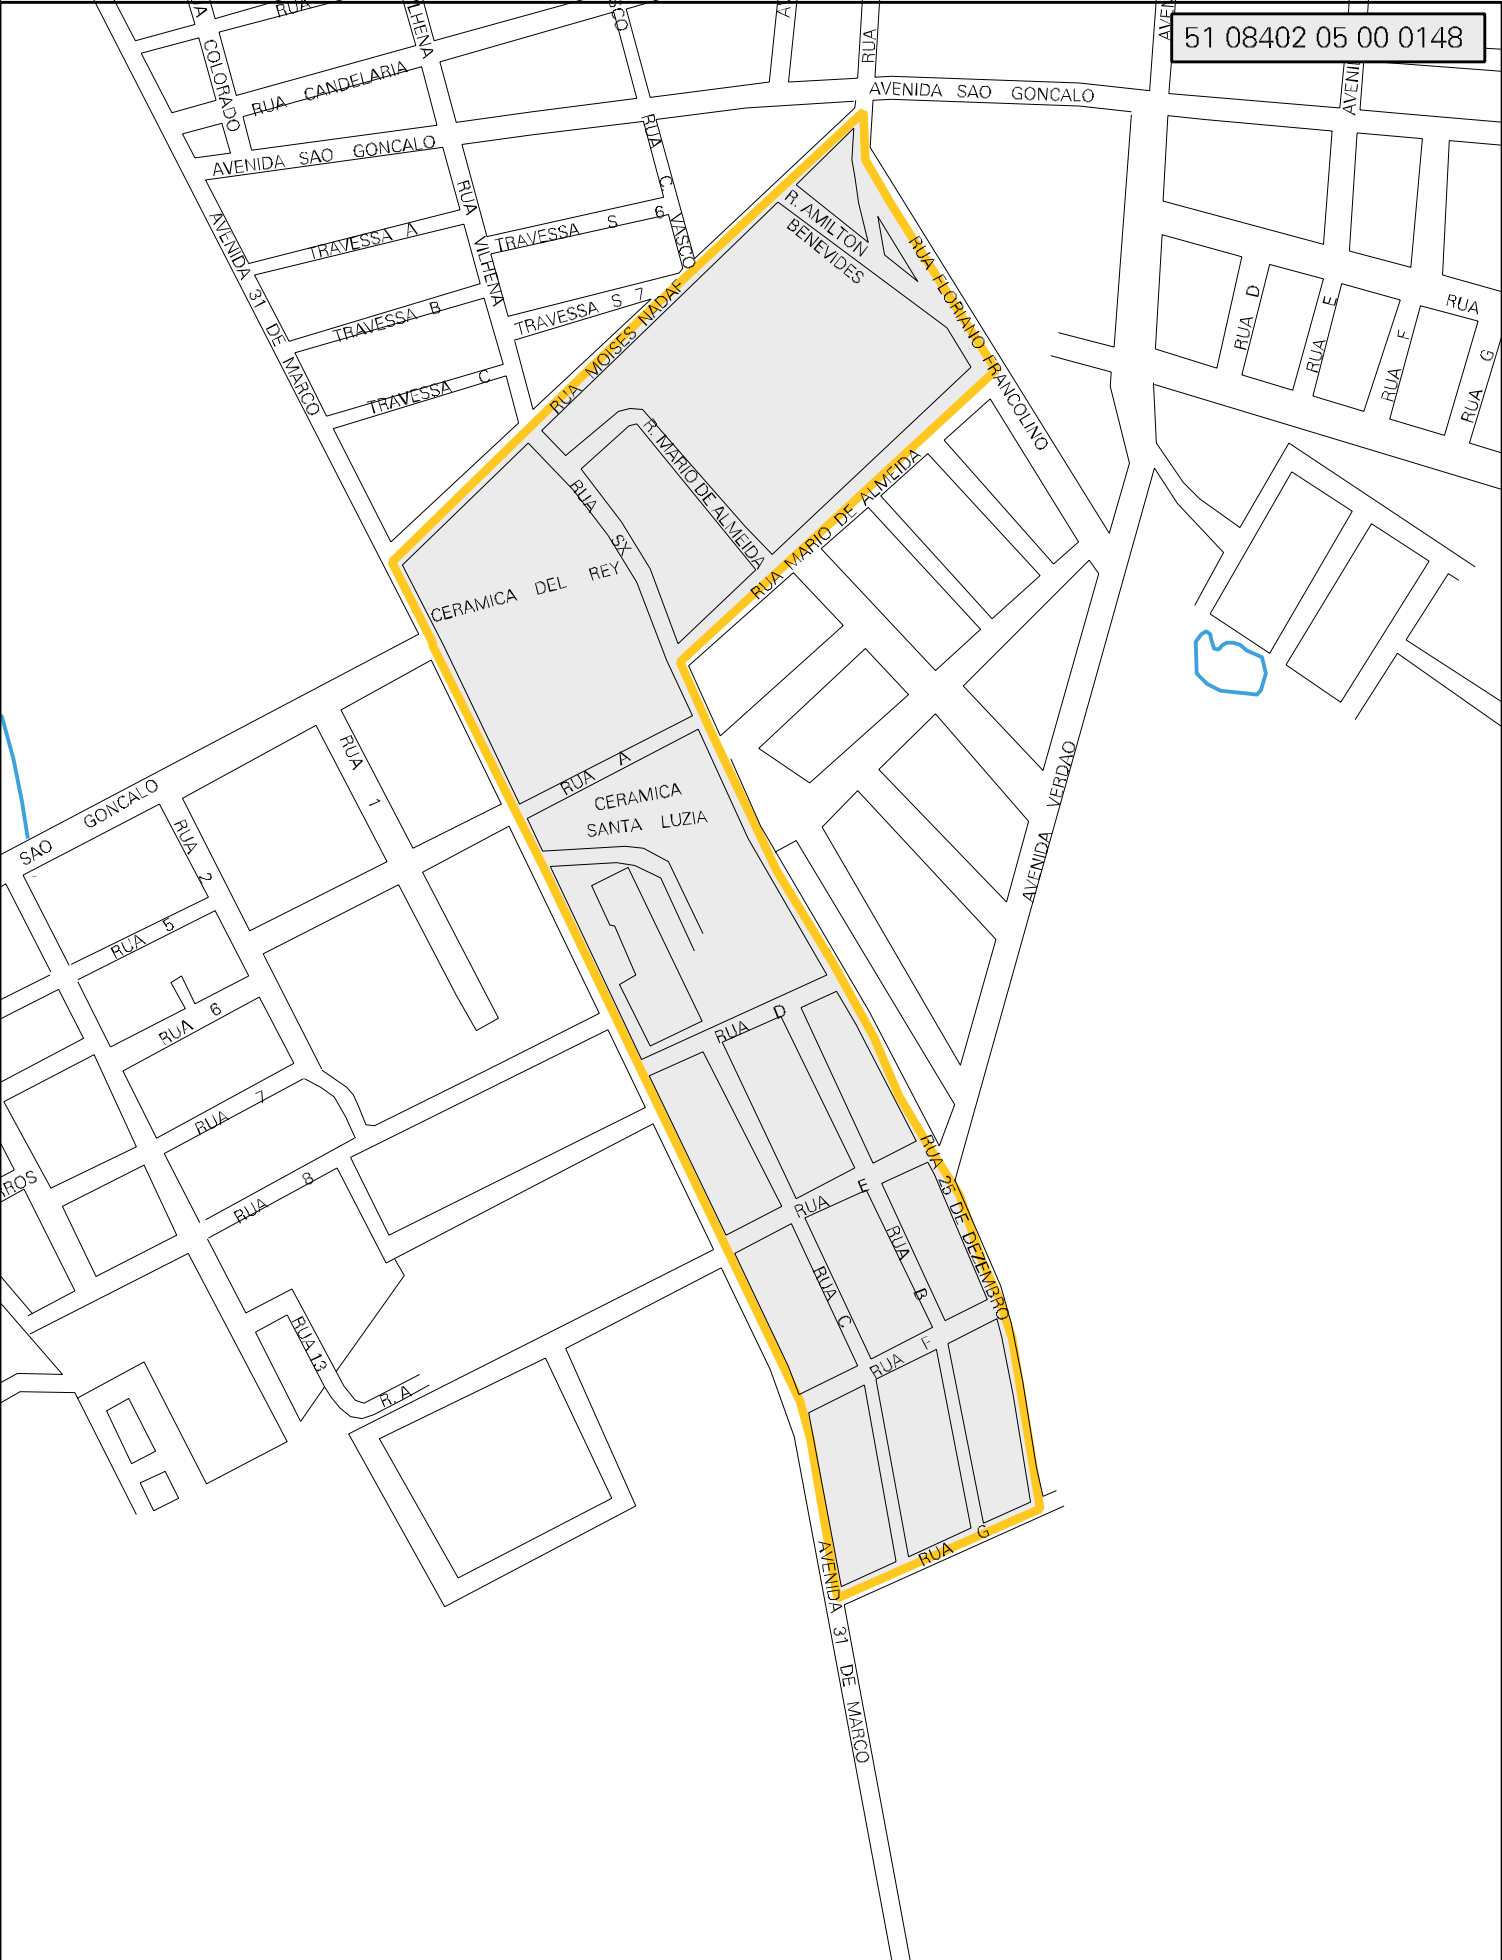 51 08402 05 00 0148
RUA
COLORADO
RUA CANDELARIA
RUA
AVENIDA SAO GONCALO
AVENIDA SAO GONCALO
RUA C. VASCO
RUA VILHENA
AVENIDA 31 DE MARCO
TRAVESSA A
TRAVESSA S 6
TRAVESSA B
TRAVESSA S 7
TRAVESSA C
R. AMILTON
BENEVIDES
RUA FLORIANO FRANCOLINO
RUA MOISES NADAF
RUA D
RUA E
RUA F
RUA G
RUA
R. MARIO DE ALMEIDA
RUA MARIO DE ALMEIDA
RUA SX
CERAMICA DEL REY
RUA A
CERAMICA
SANTA LUZIA
RUA 1
SAO GONCALO
RUA 2
RUA 5
RUA 6
RUA 7
RUA 8
AVENIDA VERDAO
RUA D
RUA E
RUA B
RUA C
RUA F
RUA 25 DE DEZEMBRO
RUA 13
R. A
RUA G
AVENIDA 31 DE MARCO